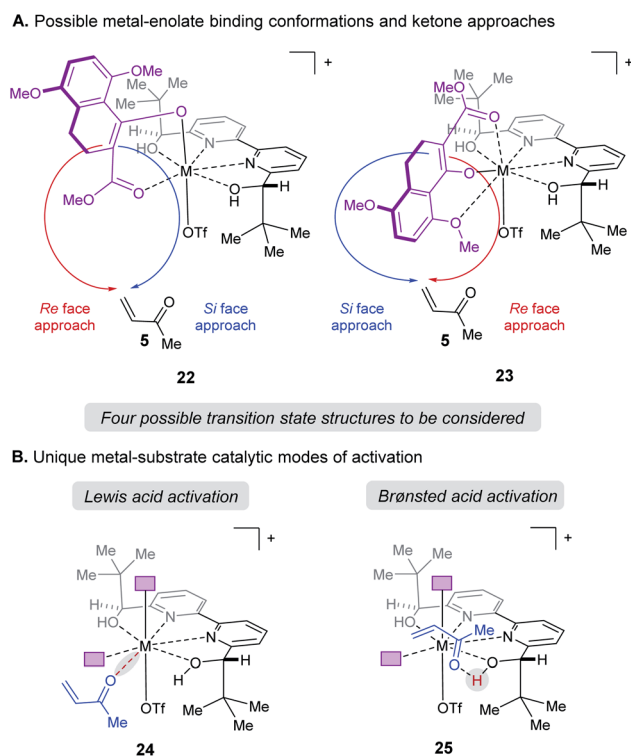 A. Possible metal-enolate binding conformations and ketone approaches
+
OMe
MeO
Me
Me
Me
O
H
HO
N
N
M
O
MeO
O
H
H
OTf
Me
Me
Me
Re face
approach
O
5
Me
Si face
approach
22
+
MeO
Me
Me
O
H
HO
N
N
O
M
MeO
O
Me
O
H
H
OTf
Me
Me
Me
Si face
approach
O
5
Me
Re face
approach
23
Four possible transition state structures to be considered
B. Unique metal-substrate catalytic modes of activation
Lewis acid activation
+
Me
Me
Me
H
HO
N
N
M
O
H
H
O
Me
OTf
Me
Me
Me
24
Brønsted acid activation
+
Me
Me
Me
H
HO
N
Me
M
N
O
O
H
H
OTf
Me
Me
Me
25